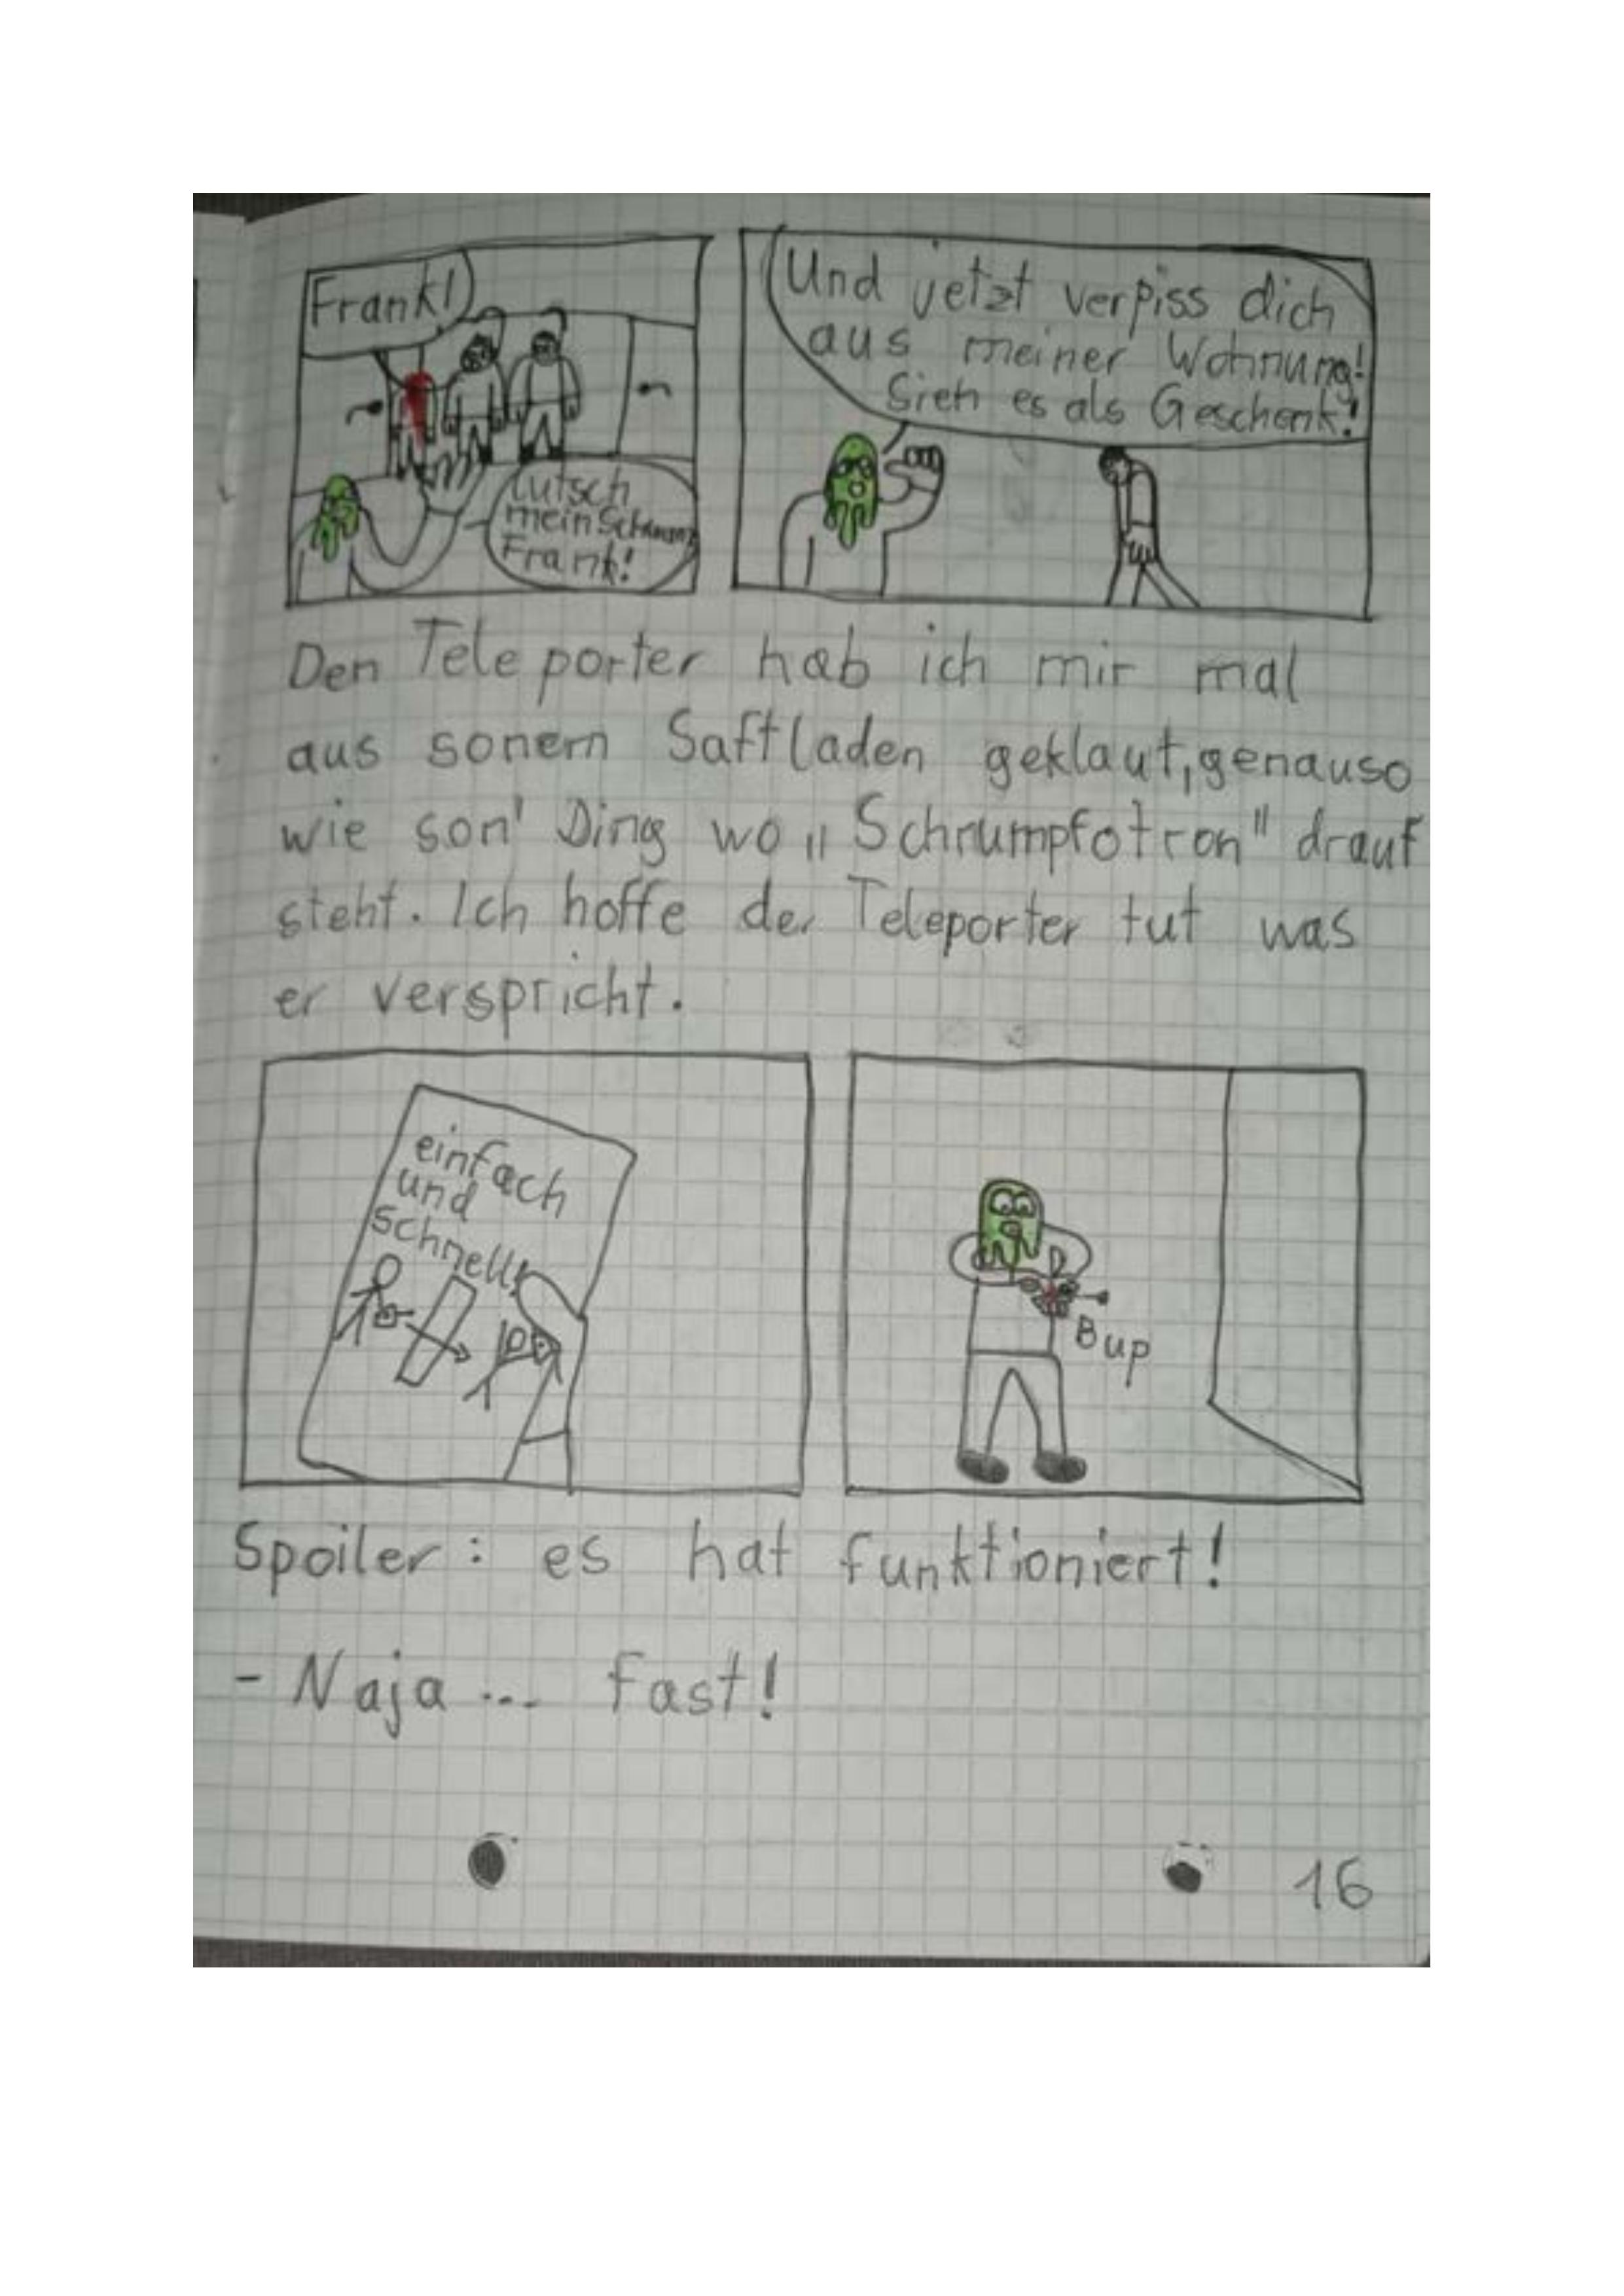 Frank!
Lutsch
mein Schwanz
Frank!
Und jetzt verpiss dich
aus meiner Wohnung!
Sieh es als Geschenk!
Den Teleporter hab ich mir mal
aus sonem Saftladen geklaut, genauso
wie son' Ding wo „Schrumpfotron" drauf
steht. Ich hoffe der Teleporter tut was
er verspricht.
einfach
und
schnell!
Bup
Spoiler: es hat funktioniert!
- Naja ... fast!
16